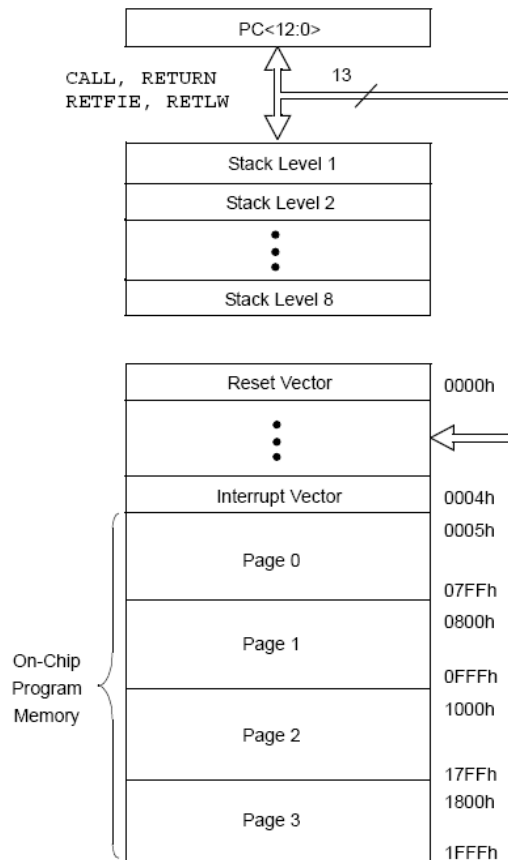 PC<12:0>
CALL, RETURN
RETFIE, RETLW
13
Stack Level 1
Stack Level 2
Stack Level 8
Reset Vector
0000h
Interrupt Vector
0004h
0005h
Page 0
07FFh
0800h
Page 1
0FFFh
On-Chip
Program
Memory
1000h
Page 2
17FFh
1800h
Page 3
1FFFh